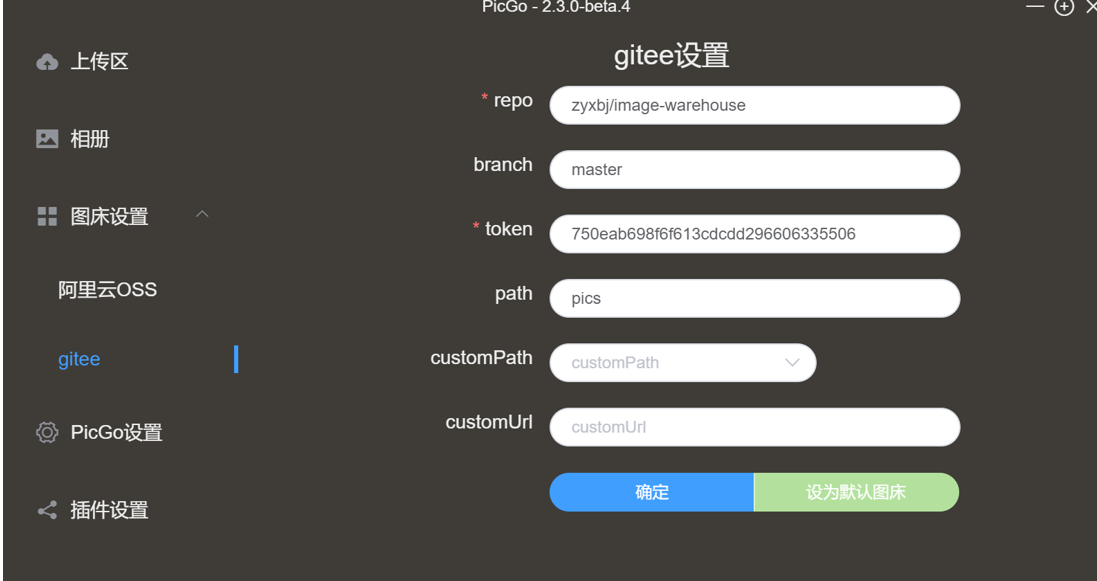 PicGo - 2.3.0-beta.4
上传区
相册
图床设置
阿里云OSS
gitee
PicGo设置
插件设置
gitee设置
* repo
zyxbj/image-warehouse
branch
master
* token
750eab698f6f613cdcdd296606335506
path
pics
customPath
customPath
customUrl
customUrl
确定
设为默认图床